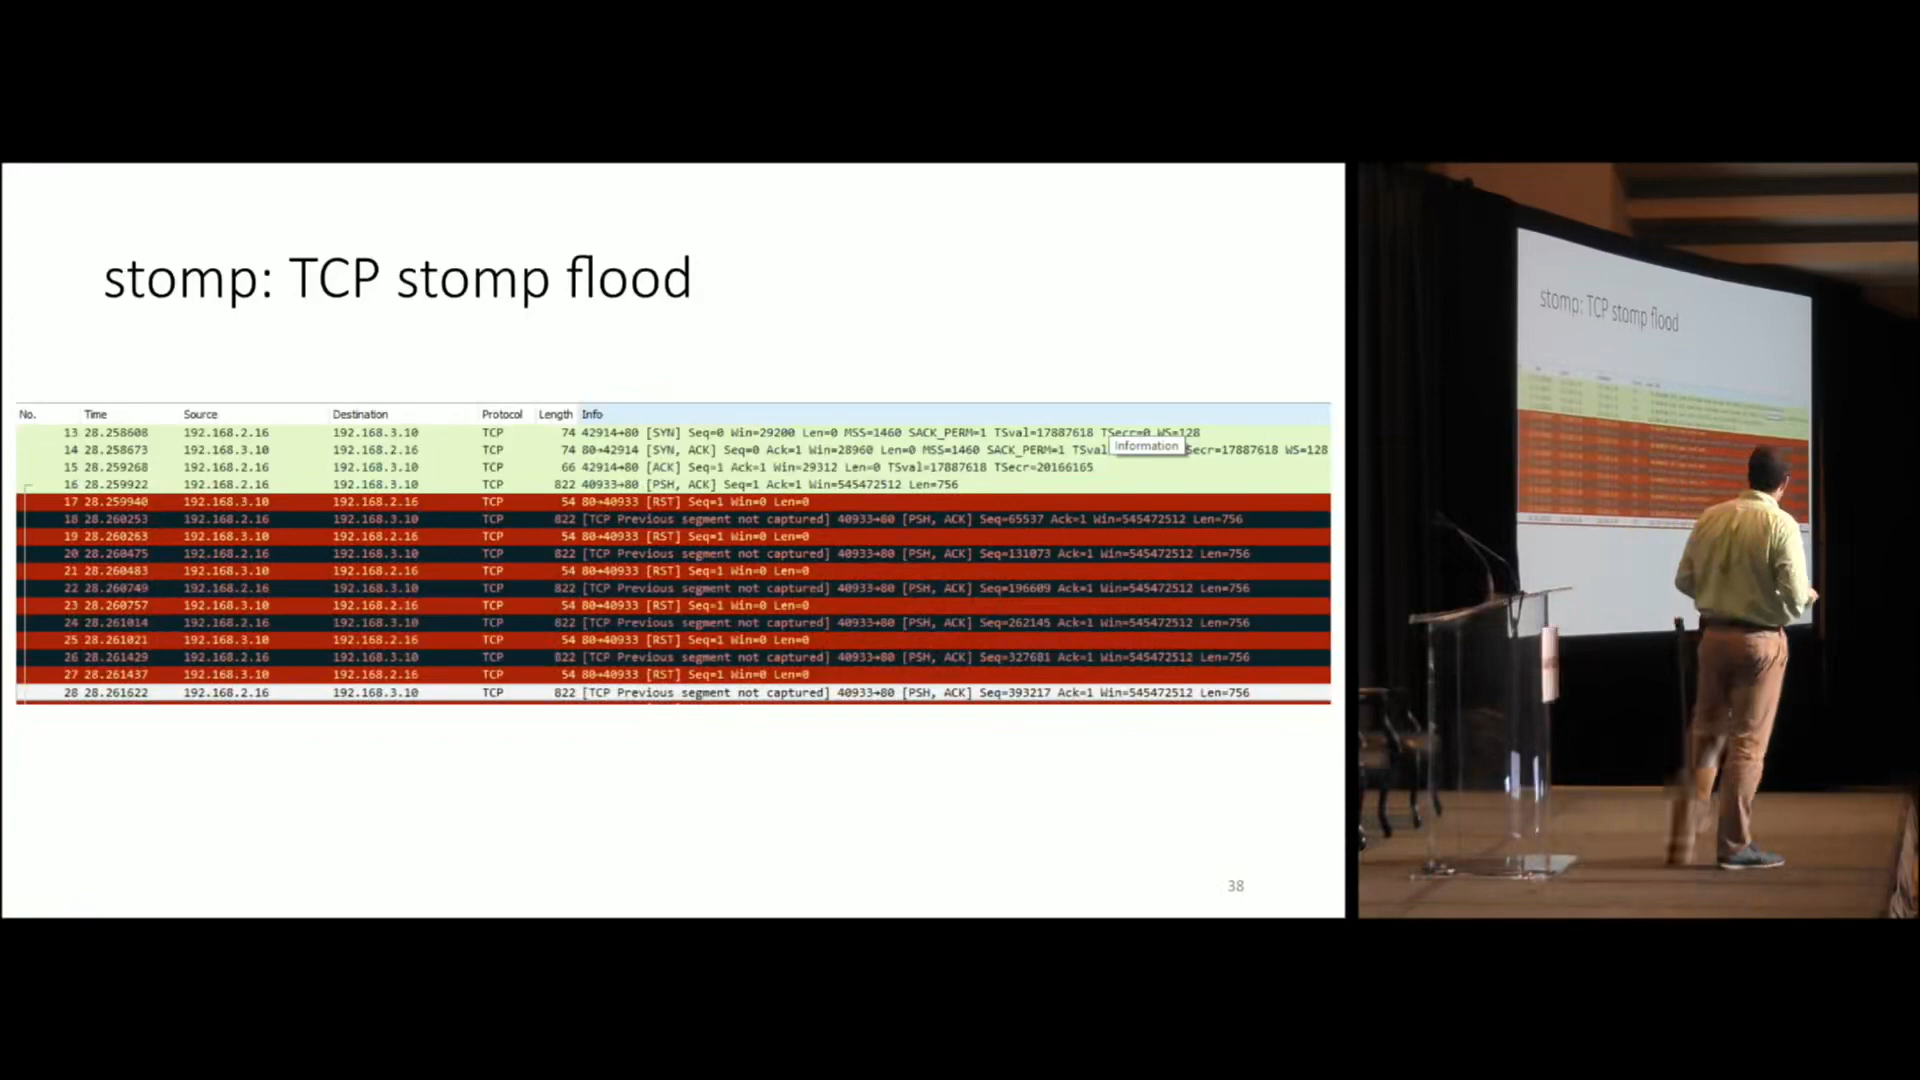 stomp: TCP stomp flood
No. Time Source Destination Protocol Length Info
13 28.258608 192.168.2.16 192.168.3.10 TCP 74 42914→80 [SYN] Seq=0 Win=29200 Len=0 MSS=1460 SACK_PERM=1 TSval=17887618 TSecr=0 WS=128
Information
14 28.258673 192.168.3.10 192.168.2.16 TCP 74 80→42914 [SYN, ACK] Seq=0 Ack=1 Win=28960 Len=0 MSS=1460 SACK_PERM=1 TSval Secr=17887618 WS=128
15 28.259268 192.168.2.16 192.168.3.10 TCP 66 42914→80 [ACK] Seq=1 Ack=1 Win=29312 Len=0 TSval=17887618 TSecr=20166165
16 28.259922 192.168.2.16 192.168.3.10 TCP 822 40933→80 [PSH, ACK] Seq=1 Ack=1 Win=545472512 Len=756
17 28.259940 192.168.3.10 192.168.2.16 TCP 54 80→40933 [RST] Seq=1 Win=0 Len=0
18 28.260253 192.168.2.16 192.168.3.10 TCP 822 [TCP Previous segment not captured] 40933→80 [PSH, ACK] Seq=65537 Ack=1 Win=545472512 Len=756
19 28.260263 192.168.3.10 192.168.2.16 TCP 54 80→40933 [RST] Seq=1 Win=0 Len=0
20 28.260475 192.168.2.16 192.168.3.10 TCP 822 [TCP Previous segment not captured] 40933→80 [PSH, ACK] Seq=131073 Ack=1 Win=545472512 Len=756
21 28.260483 192.168.3.10 192.168.2.16 TCP 54 80→40933 [RST] Seq=1 Win=0 Len=0
22 28.260749 192.168.2.16 192.168.3.10 TCP 822 [TCP Previous segment not captured] 40933→80 [PSH, ACK] Seq=196609 Ack=1 Win=545472512 Len=756
23 28.260757 192.168.3.10 192.168.2.16 TCP 54 80→40933 [RST] Seq=1 Win=0 Len=0
24 28.261014 192.168.2.16 192.168.3.10 TCP 822 [TCP Previous segment not captured] 40933→80 [PSH, ACK] Seq=262145 Ack=1 Win=545472512 Len=756
25 28.261021 192.168.3.10 192.168.2.16 TCP 54 80→40933 [RST] Seq=1 Win=0 Len=0
26 28.261429 192.168.2.16 192.168.3.10 TCP 822 [TCP Previous segment not captured] 40933→80 [PSH, ACK] Seq=327681 Ack=1 Win=545472512 Len=756
27 28.261437 192.168.3.10 192.168.2.16 TCP 54 80→40933 [RST] Seq=1 Win=0 Len=0
28 28.261622 192.168.2.16 192.168.3.10 TCP 822 [TCP Previous segment not captured] 40933→80 [PSH, ACK] Seq=393217 Ack=1 Win=545472512 Len=756
38
stomp: TCP stomp flood